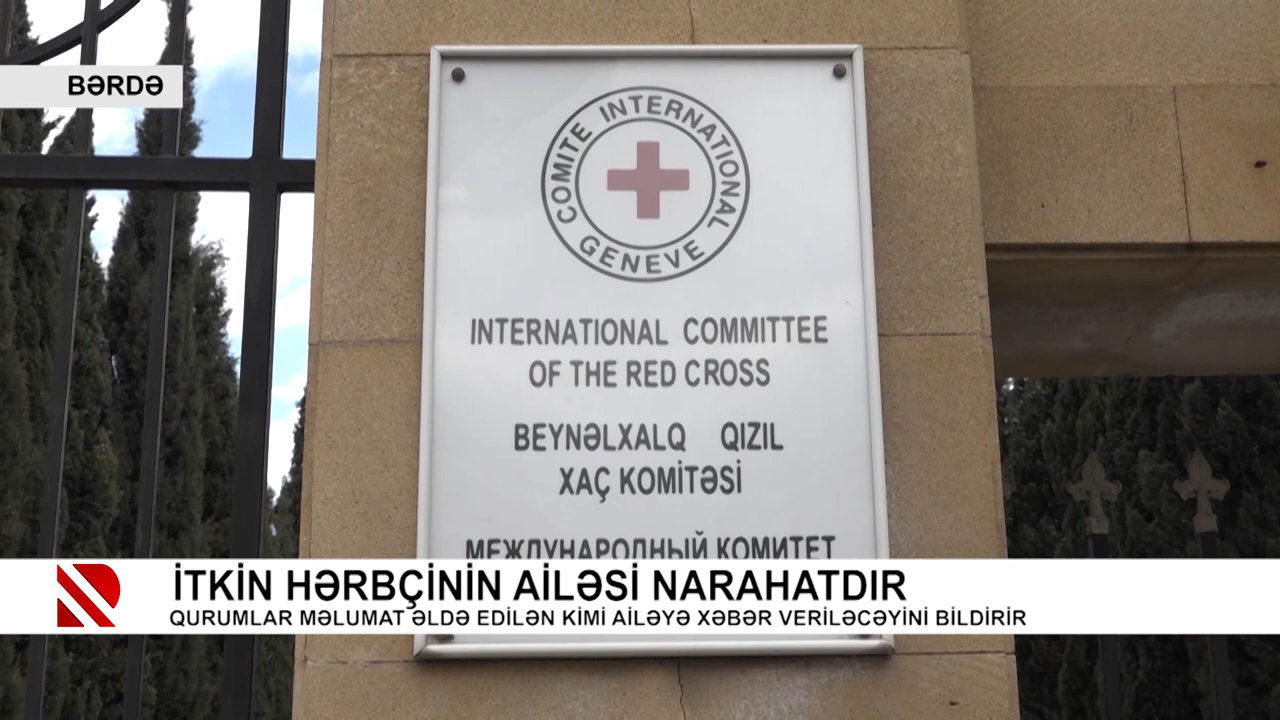 BƏRDƏ
COMITE INTERNATIONAL
GENEVE
INTERNATIONAL COMMITTEE
OF THE RED CROSS
BEYNƏLXALQ QIZIL
XAÇ KOMİTƏSİ
МЕЖДУНАРОДНЫЙ КОМИТЕТ
İTKİN HƏRBÇİNİN AİLƏSİ NARAHATDIR
QURUMLAR MƏLUMAT ƏLDƏ EDİLƏN KİMİ AİLƏYƏ XƏBƏR VERİLƏCƏYİNİ BİLDİRİR